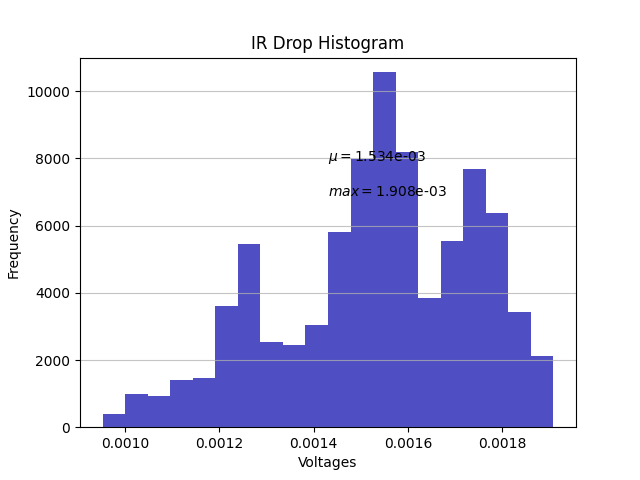 IR Drop Histogram
10000
8000
6000
4000
2000
0
Frequency
μ = 1.534e-03
max = 1.908e-03
0.0010 0.0012 0.0014 0.0016 0.0018
Voltages